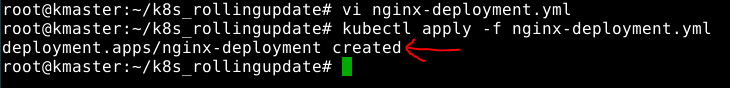 root@kmaster:~/k8s_rollingupdate# vi nginx-deployment.yml
root@kmaster:~/k8s_rollingupdate# kubectl apply -f nginx-deployment.yml
deployment.apps/nginx-deployment created
root@kmaster:~/k8s_rollingupdate#